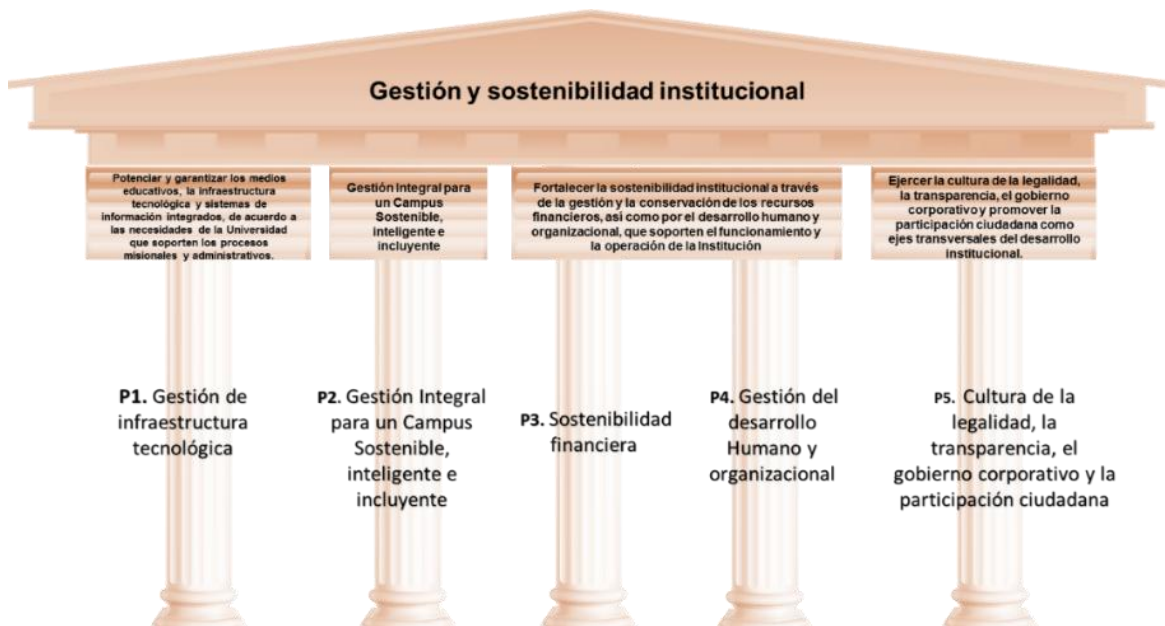 Gestión y sostenibilidad institucional
Potenciar y garantizar los medios
educativos, la infraestructura
tecnológica y sistemas de
información integrados, de acuerdo a
las necesidades de la Universidad
que soporten los procesos
misionales y administrativos.
Gestión Integral para
un Campus
Sostenible,
inteligente e
incluyente
Fortalecer la sostenibilidad institucional a través
de la gestión y la conservación de los recursos
financieros, así como por el desarrollo humano y
organizacional, que soporten el funcionamiento y
la operación de la Institución
Ejercer la cultura de la legalidad,
la transparencia, el gobierno
corporativo y promover la
participación ciudadana como
ejes transversales del desarrollo
institucional.
P1. Gestión de
infraestructura
tecnológica
P2. Gestión Integral
para un Campus
Sostenible,
inteligente e
incluyente
P3. Sostenibilidad
financiera
P4. Gestión del
desarrollo
Humano y
organizacional
P5. Cultura de la
legalidad, la
transparencia, el
gobierno corporativo y la
participación ciudadana